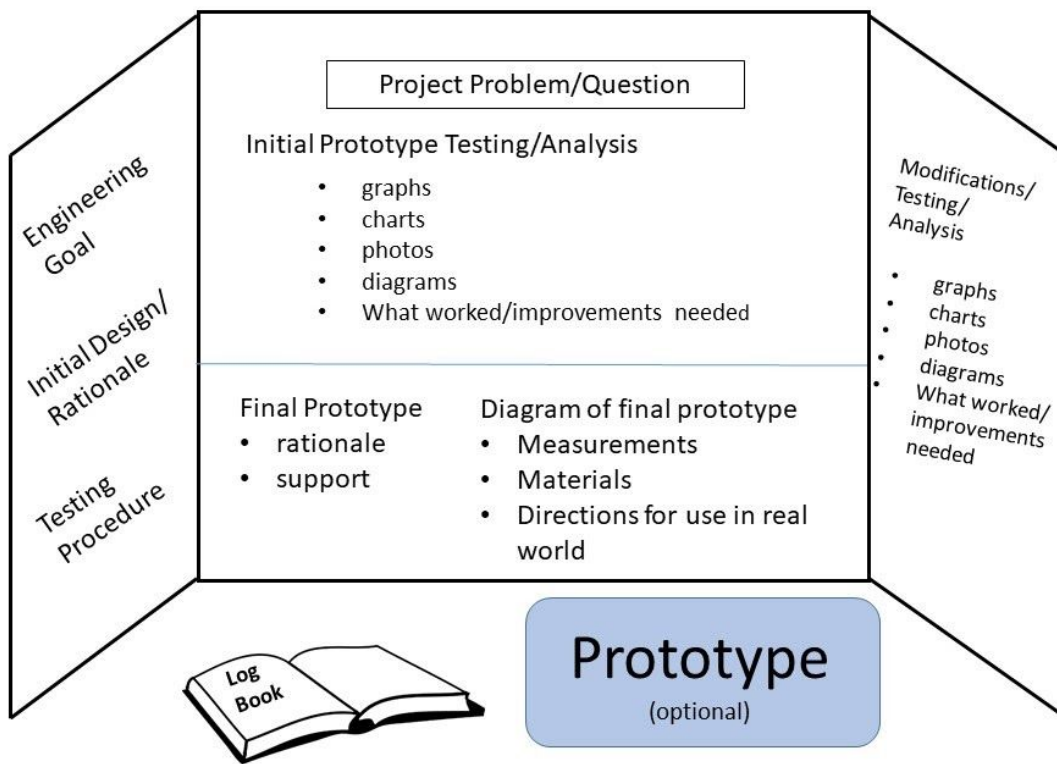 Engineering
Goal
Initial Design/
Rationale
Testing
Procedure
Project Problem/Question
Initial Prototype Testing/Analysis
• graphs
• charts
• photos
• diagrams
• What worked/improvements needed
Final Prototype
• rationale
• support
Diagram of final prototype
• Measurements
• Materials
• Directions for use in real
world
Modifications/
Testing/
Analysis
• graphs
• charts
• photos
• diagrams
• What worked/
improvements
needed
Log
Book
Prototype
(optional)